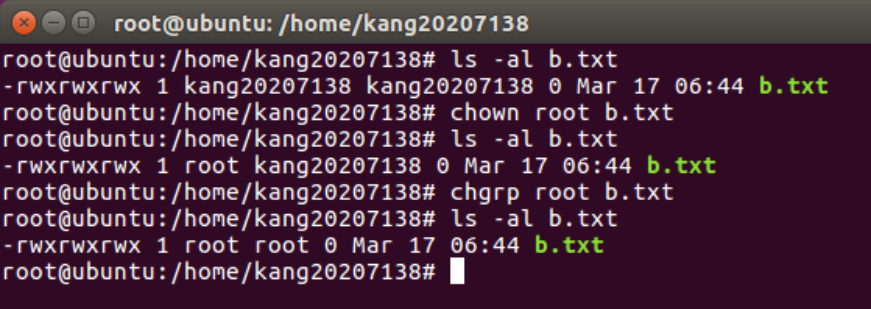 root@ubuntu: /home/kang20207138
root@ubuntu:/home/kang20207138# ls -al b.txt
-rwxrwxrwx 1 kang20207138 kang20207138 0 Mar 17 06:44 b.txt
root@ubuntu:/home/kang20207138# chown root b.txt
root@ubuntu:/home/kang20207138# ls -al b.txt
-rwxrwxrwx 1 root kang20207138 0 Mar 17 06:44 b.txt
root@ubuntu:/home/kang20207138# chgrp root b.txt
root@ubuntu:/home/kang20207138# ls -al b.txt
-rwxrwxrwx 1 root root 0 Mar 17 06:44 b.txt
root@ubuntu:/home/kang20207138#